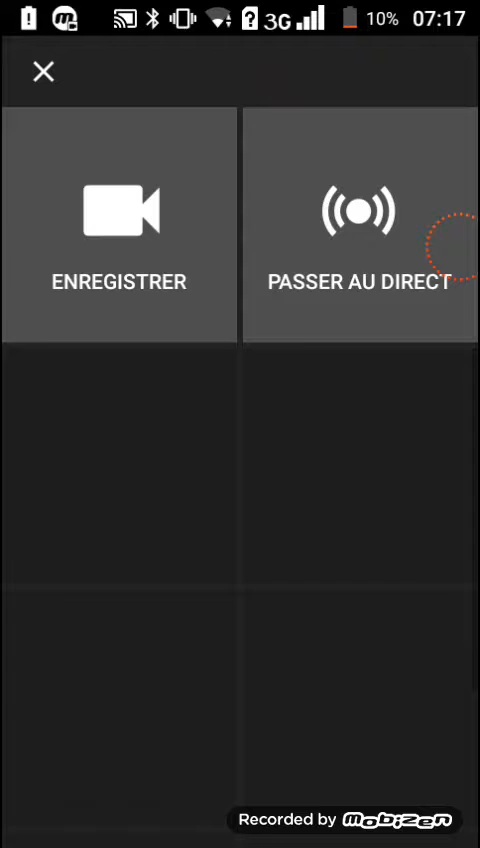 3G 10% 07:17
ENREGISTRER
PASSER AU DIRECT
Recorded by Mobizen